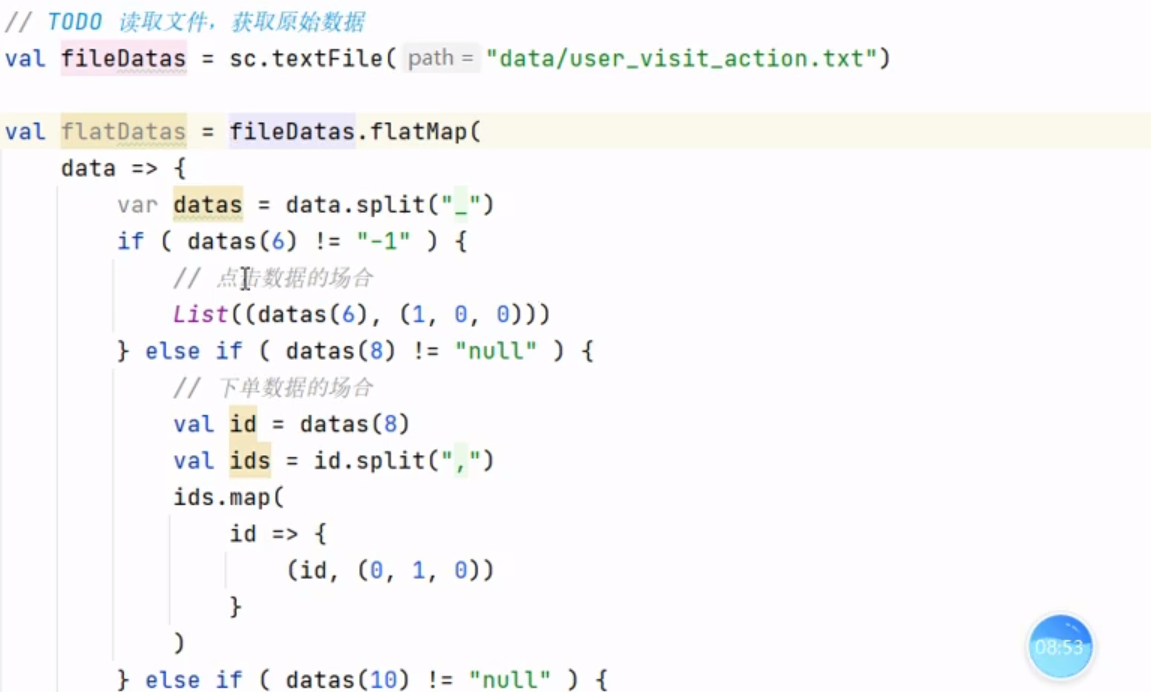 // TODO 读取文件，获取原始数据
val fileDatas = sc.textFile( path = "data/user_visit_action.txt")
val flatDatas = fileDatas.flatMap(
data => {
var datas = data.split("_")
if ( datas(6) != "-1" ) {
// 点击数据的场合
List((datas(6), (1, 0, 0)))
} else if ( datas(8) != "null" ) {
// 下单数据的场合
val id = datas(8)
val ids = id.split(",")
ids.map(
id => {
(id, (0, 1, 0))
}
)
} else if ( datas(10) != "null" ) {
08:53